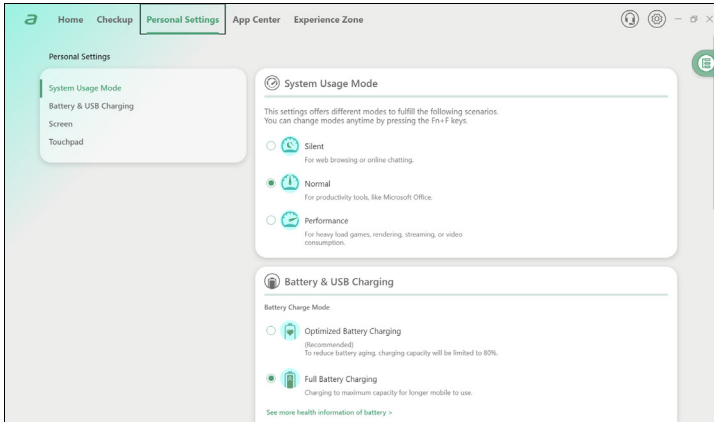 a Home Checkup Personal Settings App Center Experience Zone
Personal Settings
System Usage Mode
Battery & USB Charging
Screen
Touchpad
System Usage Mode
This settings offers different modes to fulfill the following scenarios.
You can change modes anytime by pressing the Fn+F keys.
Silent
For web browsing or online chatting.
Normal
For productivity tools, like Microsoft Office.
Performance
For heavy load games, rendering, streaming, or video
consumption.
Battery & USB Charging
Battery Charge Mode
Optimized Battery Charging
(Recommended)
To reduce battery aging, charging capacity will be limited to 80%.
Full Battery Charging
Charging to maximum capacity for longer mobile to use.
See more health information of battery >